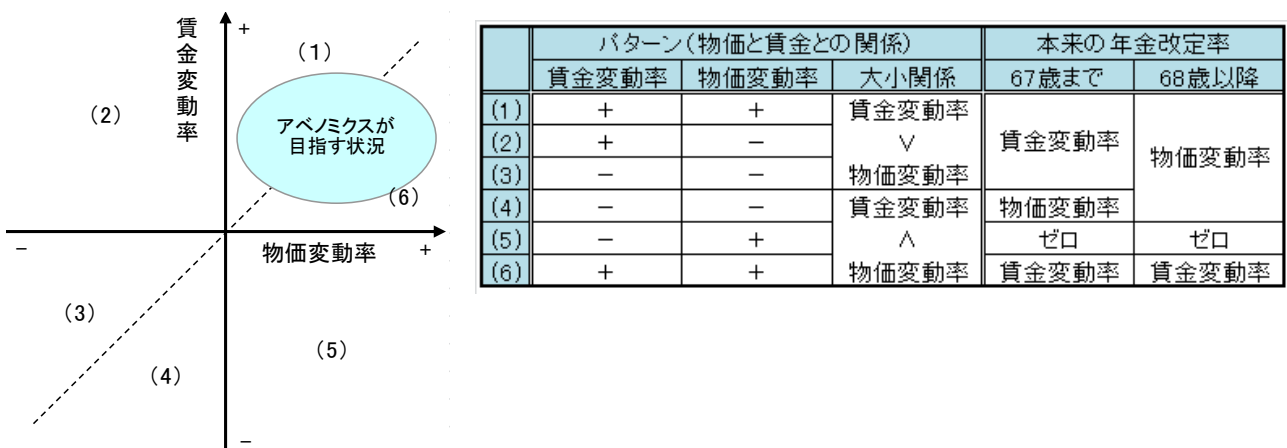 賃金変動率
+
(1)
(2)
アベノミクスが
目指す状況
(6)
−
物価変動率
+
(3)
(4)
(5)
−
パターン(物価と賃金との関係) 本来の年金改定率
賃金変動率 物価変動率 大小関係 67歳まで 68歳以降
(1) + + 賃金変動率
(2) + − ∨ 賃金変動率
物価変動率
(3) − − 物価変動率
(4) − − 賃金変動率 物価変動率
(5) − + ∧ ゼロ ゼロ
(6) + + 物価変動率 賃金変動率 賃金変動率